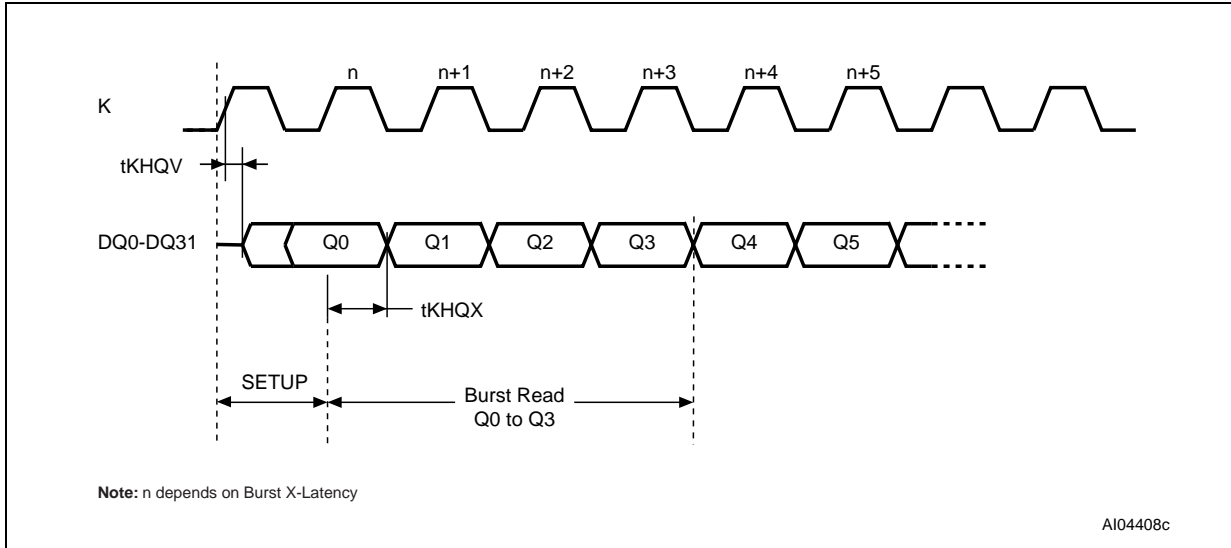 n n+1 n+2 n+3 n+4 n+5
K
tKHQV
DQ0-DQ31 Q0 Q1 Q2 Q3 Q4 Q5
tKHQX
SETUP
Burst Read
Q0 to Q3
Note: n depends on Burst X-Latency
AI04408c